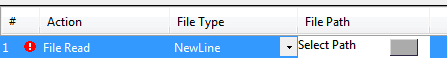 # Action File Type File Path
1 File Read NewLine Select Path